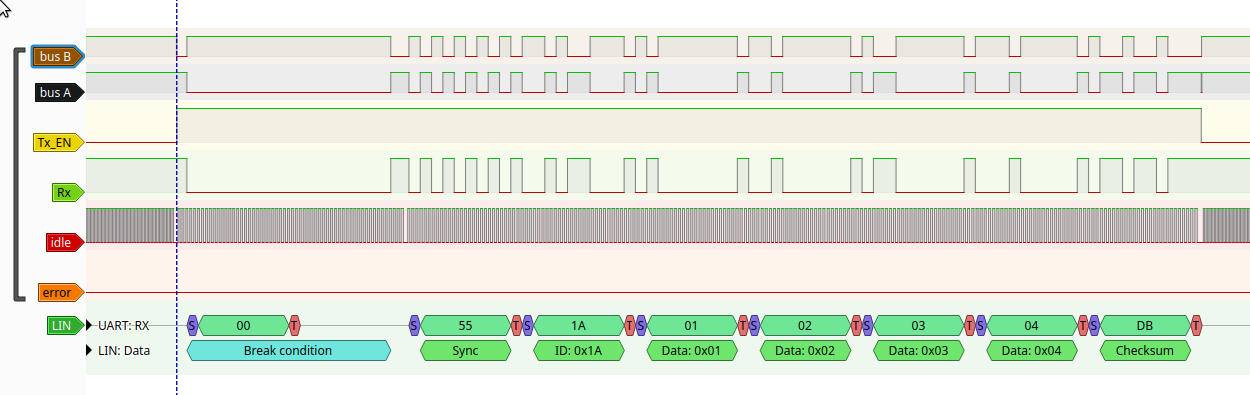 bus B
bus A
Tx_EN
Rx
idle
error
LIN UART: RX S 00 T S 55 T S 1A T S 01 T S 02 T S 03 T S 04 T S DB T
LIN: Data Break condition Sync ID: 0x1A Data: 0x01 Data: 0x02 Data: 0x03 Data: 0x04 Checksum